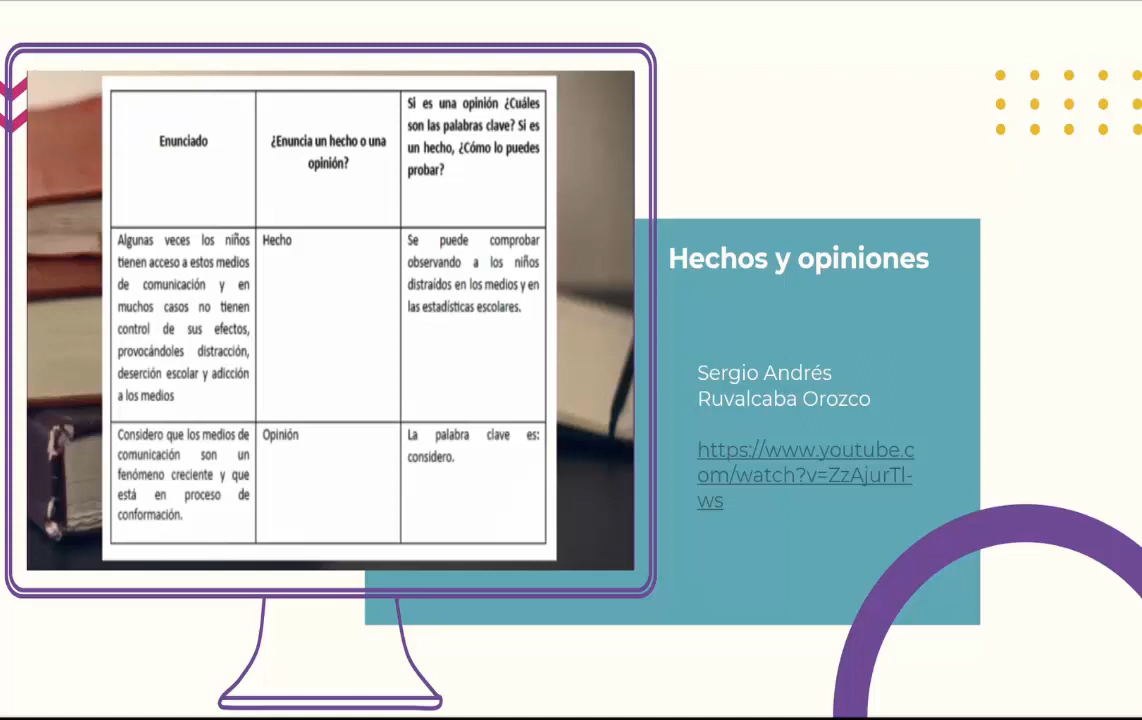 Enunciado
¿Enuncia un hecho o una
opinión?
Si es una opinión ¿Cuáles
son las palabras clave? Si es
un hecho, ¿Cómo lo puedes
probar?
Algunas veces los niños
tienen acceso a estos medios
de comunicación y en
muchos casos no tienen
control de sus efectos,
provocándoles distracción,
deserción escolar y adicción
a los medios
Hecho
Se puede comprobar
observando a los niños
distraídos en los medios y en
las estadísticas escolares.
Considero que los medios de
comunicación son un
fenómeno creciente y que
está en proceso de
conformación.
Opinión
La palabra clave es:
considero.
Hechos y opiniones
Sergio Andrés
Ruvalcaba Orozco
https://www.youtube.c
om/watch?v=ZzAjurTl-
ws